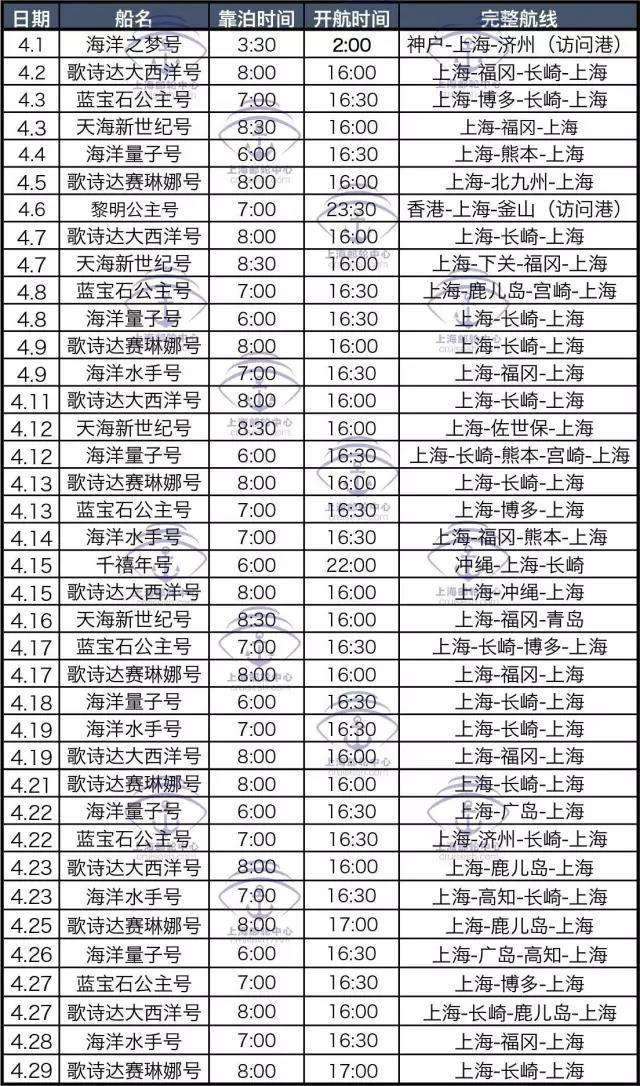 日期 船名 靠泊时间 开航时间 完整航线
4.1 海洋之梦号 3:30 2:00 神户-上海-济州（访问港）
4.2 歌诗达大西洋号 8:00 16:00 上海-福冈-长崎-上海
4.3 蓝宝石公主号 7:00 16:30 上海-博多-长崎-上海
4.3 天海新世纪号 8:30 16:00 上海-福冈-上海
4.4 海洋量子号 6:00 16:30 上海-熊本-上海
4.5 歌诗达赛琳娜号 8:00 16:00 上海-北九州-上海
4.6 黎明公主号 7:00 23:30 香港-上海-釜山（访问港）
4.7 歌诗达大西洋号 8:00 16:00 上海-长崎-上海
4.7 天海新世纪号 8:30 16:00 上海-下关-福冈-上海
4.8 蓝宝石公主号 7:00 16:30 上海-鹿儿岛-宫崎-上海
4.8 海洋量子号 6:00 16:30 上海-长崎-上海
4.9 歌诗达赛琳娜号 8:00 16:00 上海-长崎-上海
4.9 海洋水手号 7:00 16:30 上海-福冈-上海
4.11 歌诗达大西洋号 8:00 16:00 上海-长崎-上海
4.12 天海新世纪号 8:30 16:00 上海-佐世保-上海
4.12 海洋量子号 6:00 16:30 上海-长崎-熊本-宫崎-上海
4.13 歌诗达赛琳娜号 8:00 16:00 上海-长崎-上海
4.13 蓝宝石公主号 7:00 16:30 上海-博多-上海
4.14 海洋水手号 7:00 16:30 上海-福冈-熊本-上海
4.15 千禧年号 6:00 22:00 冲绳-上海-长崎
4.15 歌诗达大西洋号 8:00 16:00 上海-冲绳-上海
4.16 天海新世纪号 8:30 16:00 上海-福冈-青岛
4.17 蓝宝石公主号 7:00 16:30 上海-长崎-博多-上海
4.17 歌诗达赛琳娜号 8:00 16:00 上海-福冈-上海
4.18 海洋量子号 6:00 16:30 上海-长崎-上海
4.19 海洋水手号 7:00 16:30 上海-长崎-上海
4.19 歌诗达大西洋号 8:00 16:00 上海-福冈-上海
4.21 歌诗达赛琳娜号 8:00 16:00 上海-长崎-上海
4.22 海洋量子号 6:00 16:30 上海-广岛-上海
4.22 蓝宝石公主号 7:00 16:30 上海-济州-长崎-上海
4.23 歌诗达大西洋号 8:00 16:00 上海-鹿儿岛-上海
4.23 海洋水手号 7:00 16:30 上海-高知-长崎-上海
4.25 歌诗达赛琳娜号 8:00 17:00 上海-鹿儿岛-上海
4.26 海洋量子号 6:00 16:30 上海-广岛-高知-上海
4.27 蓝宝石公主号 7:00 16:30 上海-博多-上海
4.27 歌诗达大西洋号 8:00 16:00 上海-长崎-鹿儿岛-上海
4.28 海洋水手号 7:00 16:30 上海-福冈-上海
4.29 歌诗达赛琳娜号 8:00 17:00 上海-长崎-上海